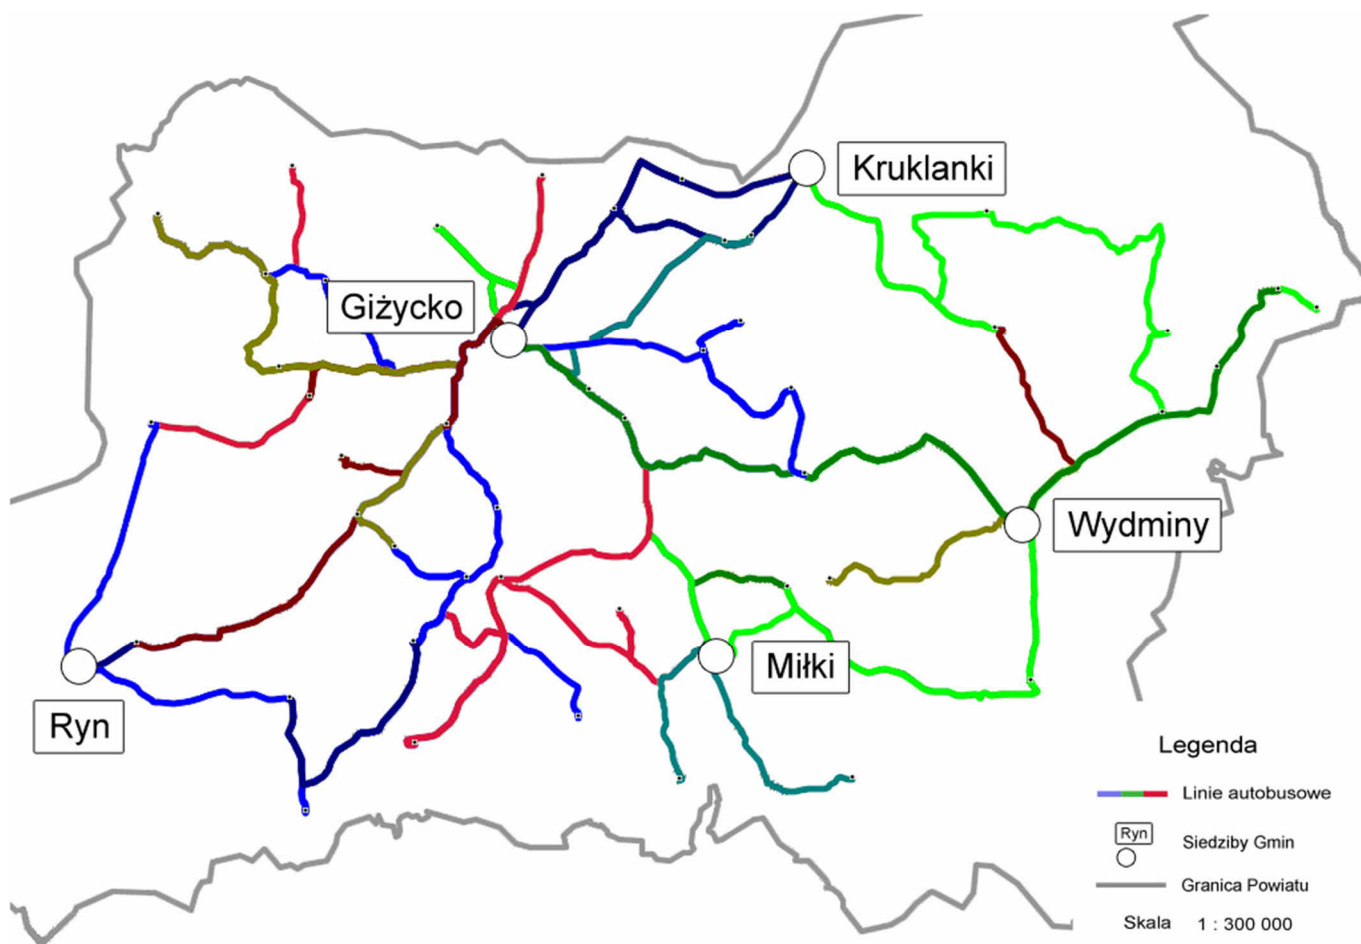 Kruklanki
Giżycko
Wydminy
Miłki
Ryn
Legenda
Linie autobusowe
Ryn
Siedziby Gmin
Granica Powiatu
Skala 1 : 300 000